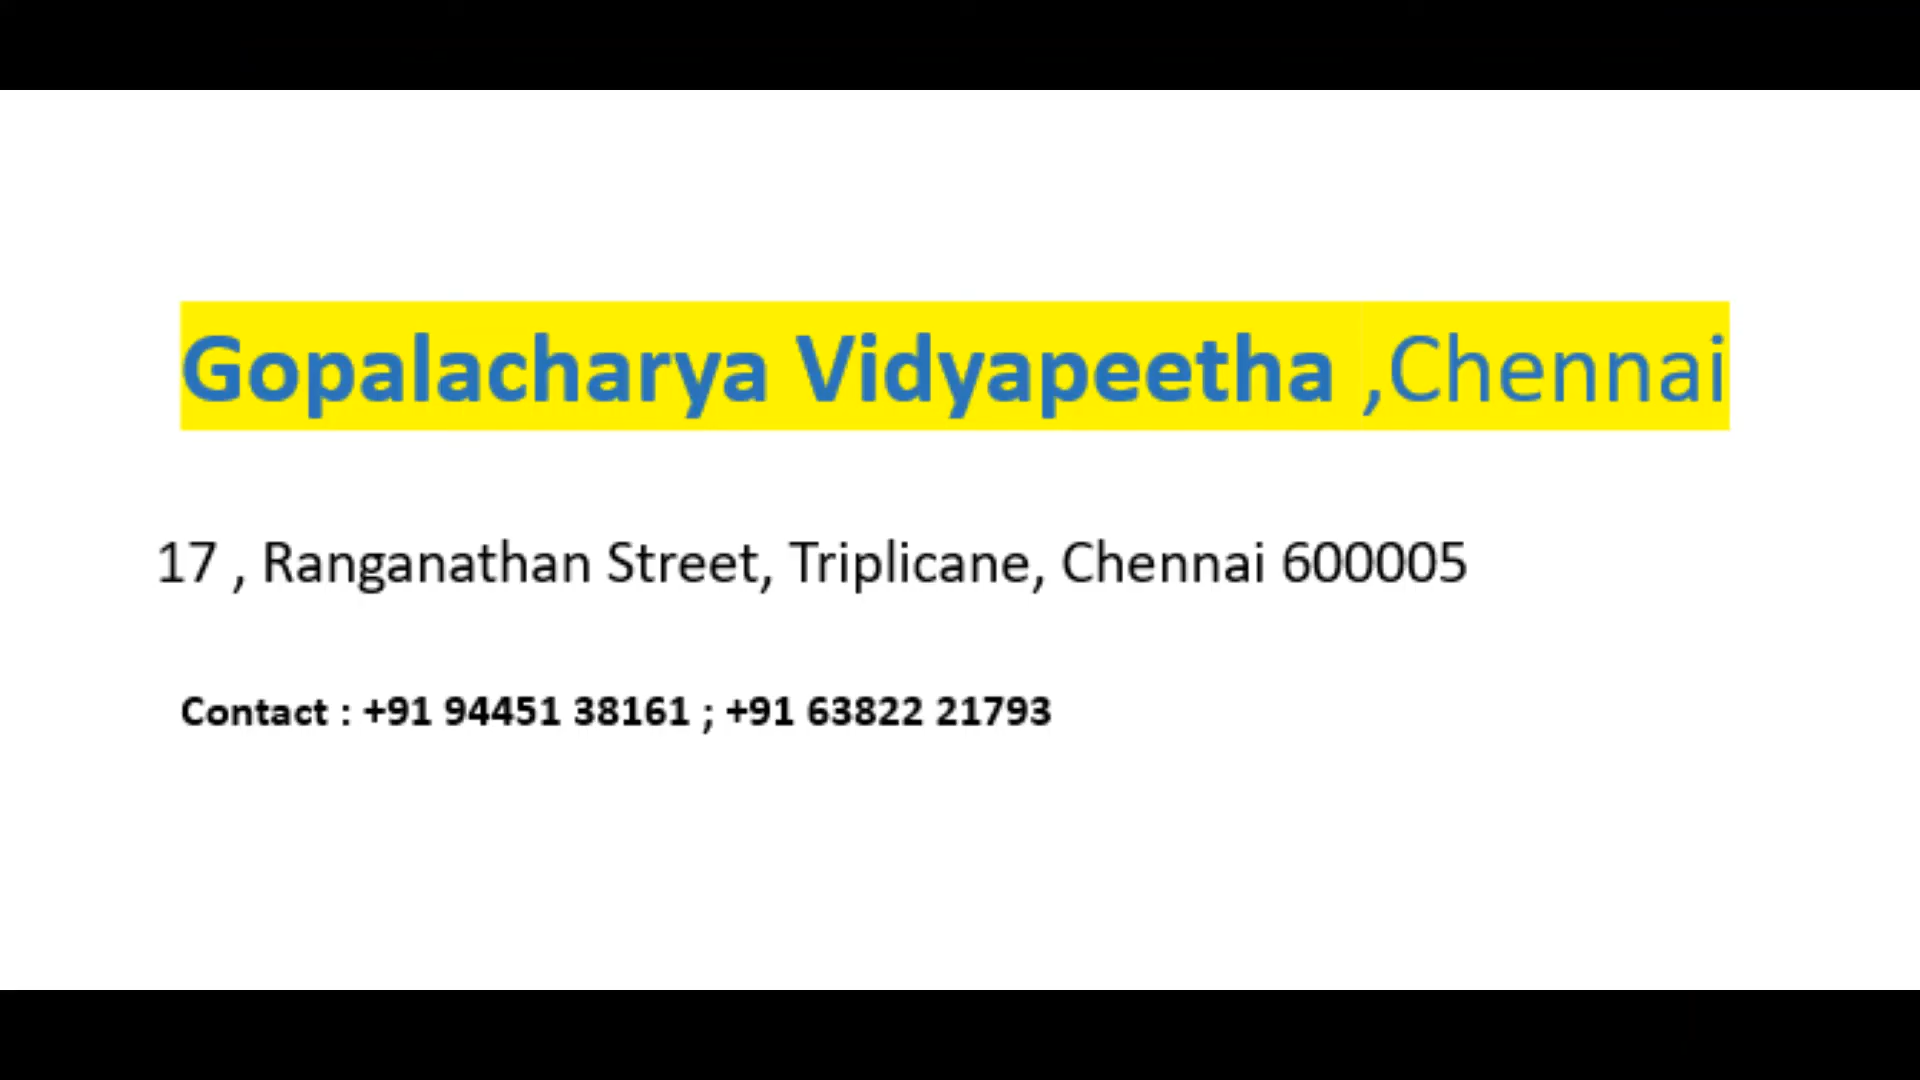 Gopalacharya Vidyapeetha ,Chennai
17 , Ranganathan Street, Triplicane, Chennai 600005
Contact : +91 94451 38161 ; +91 63822 21793